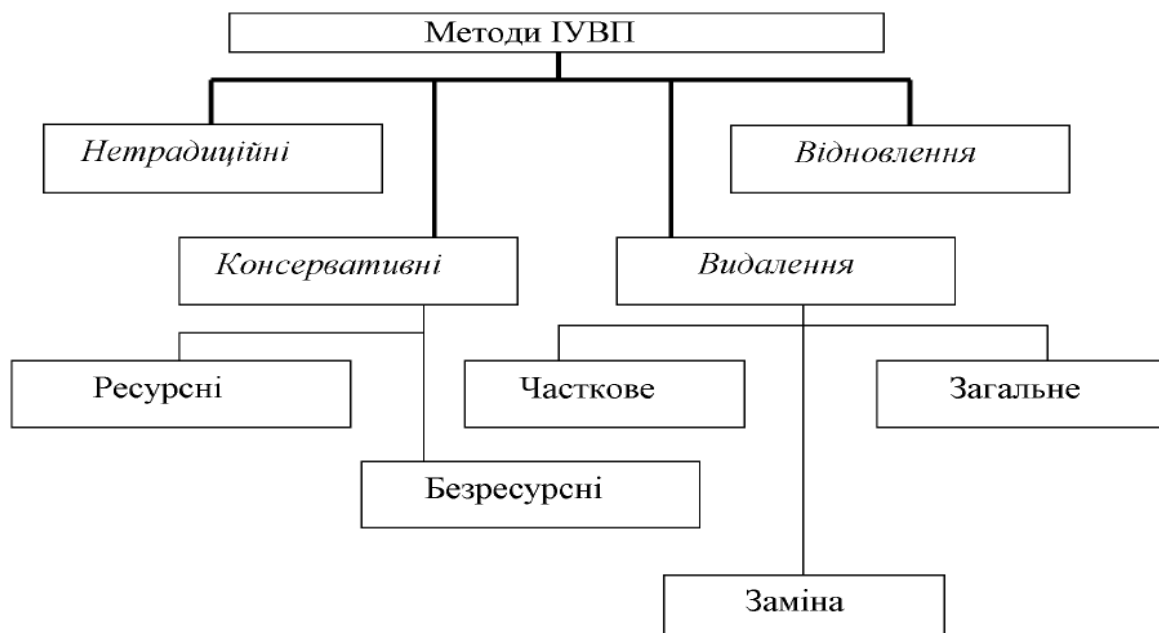 Методи ІУВП
Нетрадиційні
Відновлення
Консервативні
Видалення
Ресурсні
Часткове
Загальне
Безресурсні
Заміна